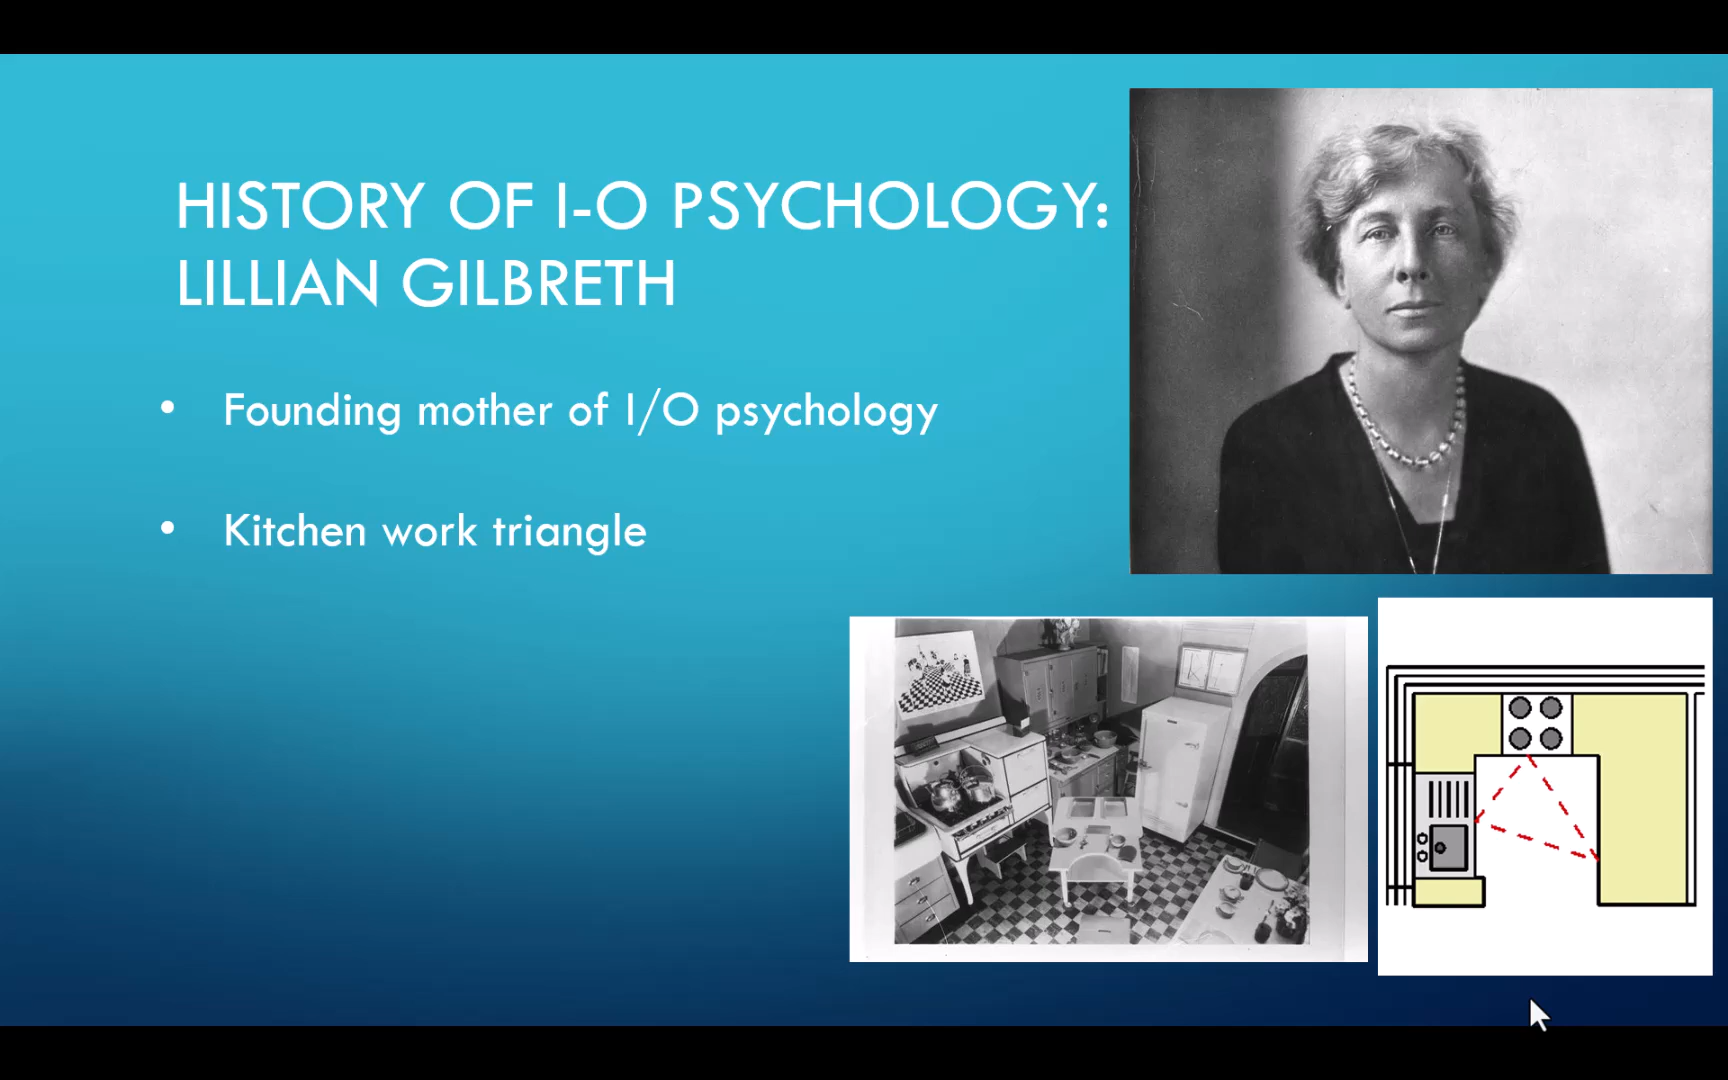 HISTORY OF I-O PSYCHOLOGY:
LILLIAN GILBRETH
• Founding mother of I/O psychology
• Kitchen work triangle